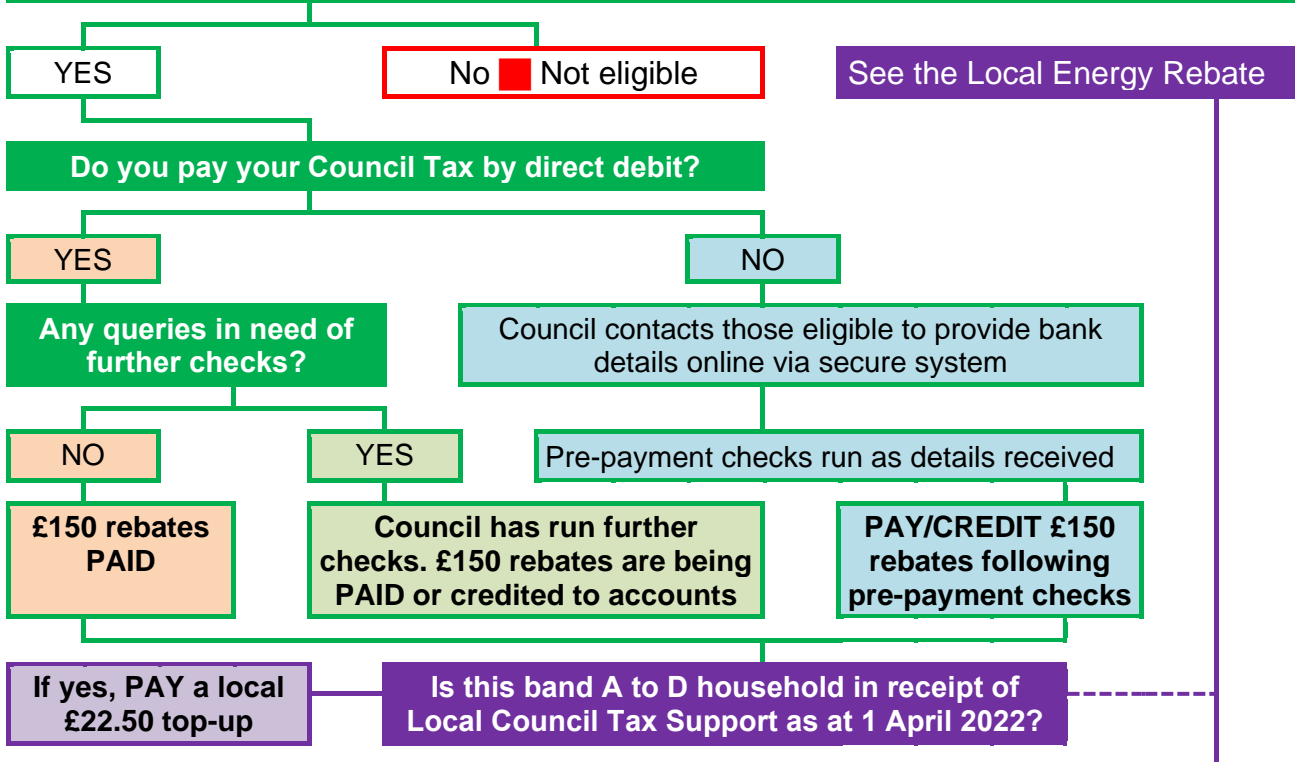 YES
No Not eligible
See the Local Energy Rebate
Do you pay your Council Tax by direct debit?
YES
NO
Any queries in need of
further checks?
Council contacts those eligible to provide bank
details online via secure system
NO
YES
Pre-payment checks run as details received
£150 rebates
PAID
Council has run further
checks. £150 rebates are being
PAID or credited to accounts
PAY/CREDIT £150
rebates following
pre-payment checks
If yes, PAY a local
£22.50 top-up
Is this band A to D household in receipt of
Local Council Tax Support as at 1 April 2022?